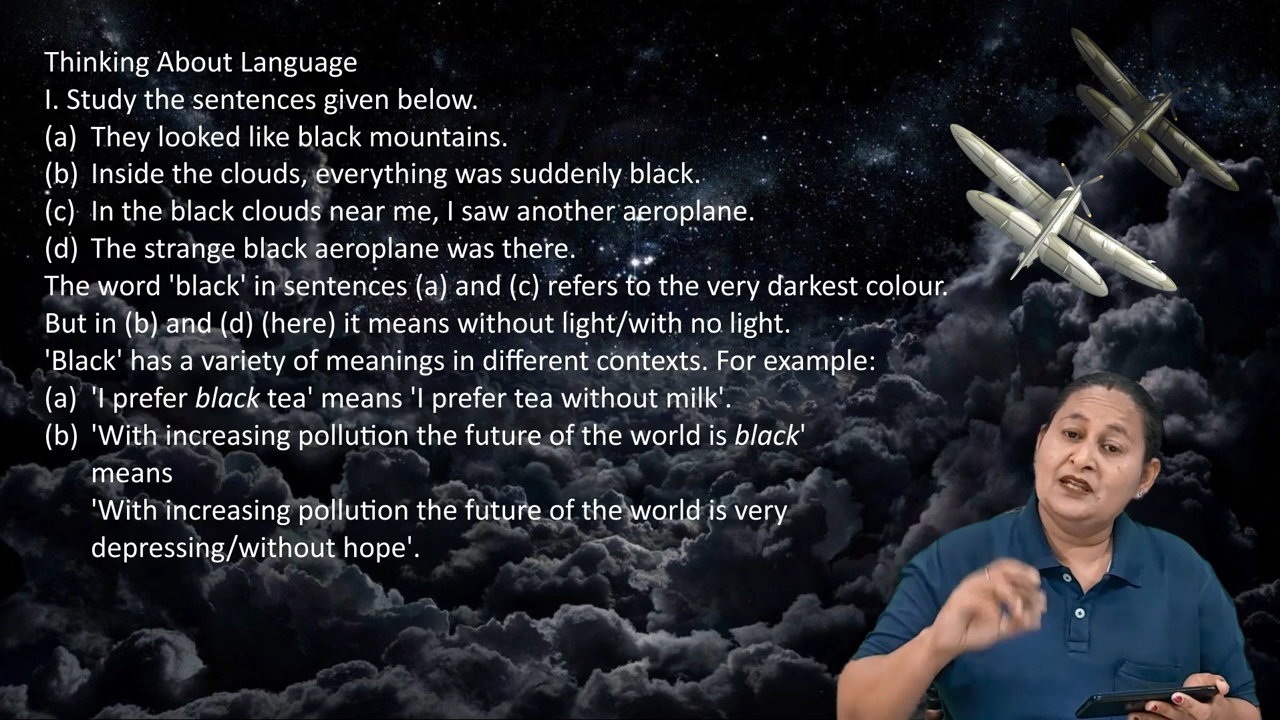 Thinking About Language
I. Study the sentences given below.
(a) They looked like black mountains.
(b) Inside the clouds, everything was suddenly black.
(c) In the black clouds near me, I saw another aeroplane.
(d) The strange black aeroplane was there.
The word 'black' in sentences (a) and (c) refers to the very darkest colour.
But in (b) and (d) (here) it means without light/with no light.
'Black' has a variety of meanings in different contexts. For example:
(a) 'I prefer black tea' means 'I prefer tea without milk'.
(b) 'With increasing pollution the future of the world is black'
means
'With increasing pollution the future of the world is very
depressing/without hope'.